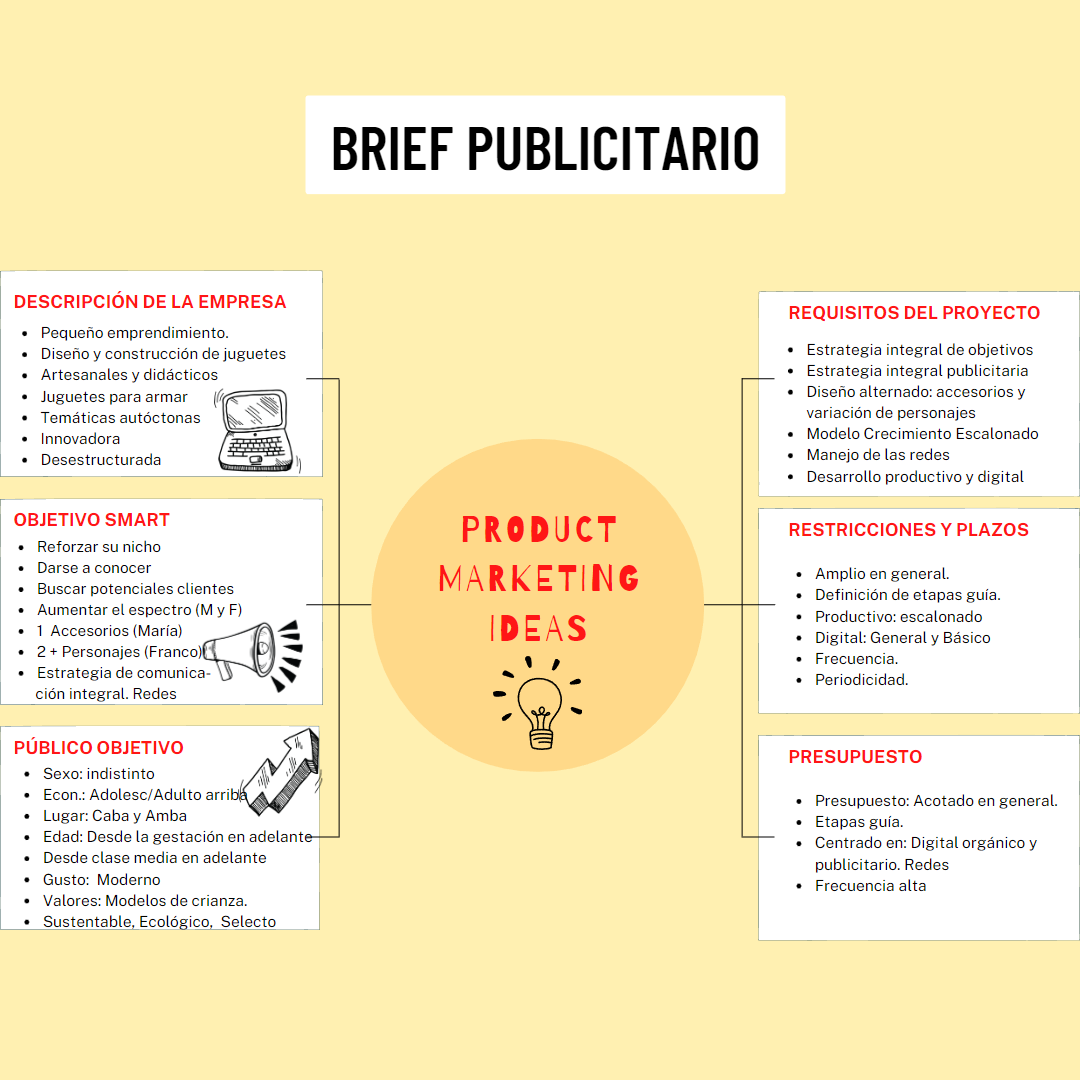 BRIEF PUBLICITARIO
DESCRIPCIÓN DE LA EMPRESA
• Pequeño emprendimiento.
• Diseño y construcción de juguetes
• Artesanales y didácticos
• Juguetes para armar
• Temáticas autóctonas
• Innovadora
• Desestructurada
OBJETIVO SMART
• Reforzar su nicho
• Darse a conocer
• Buscar potenciales clientes
• Aumentar el espectro (M y F)
• 1 Accesorios (María)
• 2 + Personajes (Franco)
• Estrategia de comunica-
ción integral. Redes
PÚBLICO OBJETIVO
• Sexo: indistinto
• Econ.: Adolesc/Adulto arriba
• Lugar: Caba y Amba
• Edad: Desde la gestación en adelante
• Desde clase media en adelante
• Gusto: Moderno
• Valores: Modelos de crianza.
• Sustentable, Ecológico, Selecto
PRODUCT
MARKETING
IDEAS
REQUISITOS DEL PROYECTO
• Estrategia integral de objetivos
• Estrategia integral publicitaria
• Diseño alternado: accesorios y
variación de personajes
• Modelo Crecimiento Escalonado
• Manejo de las redes
• Desarrollo productivo y digital
RESTRICCIONES Y PLAZOS
• Amplio en general.
• Definición de etapas guía.
• Productivo: escalonado
• Digital: General y Básico
• Frecuencia.
• Periodicidad.
PRESUPUESTO
• Presupuesto: Acotado en general.
• Etapas guía.
• Centrado en: Digital orgánico y
publicitario. Redes
• Frecuencia alta